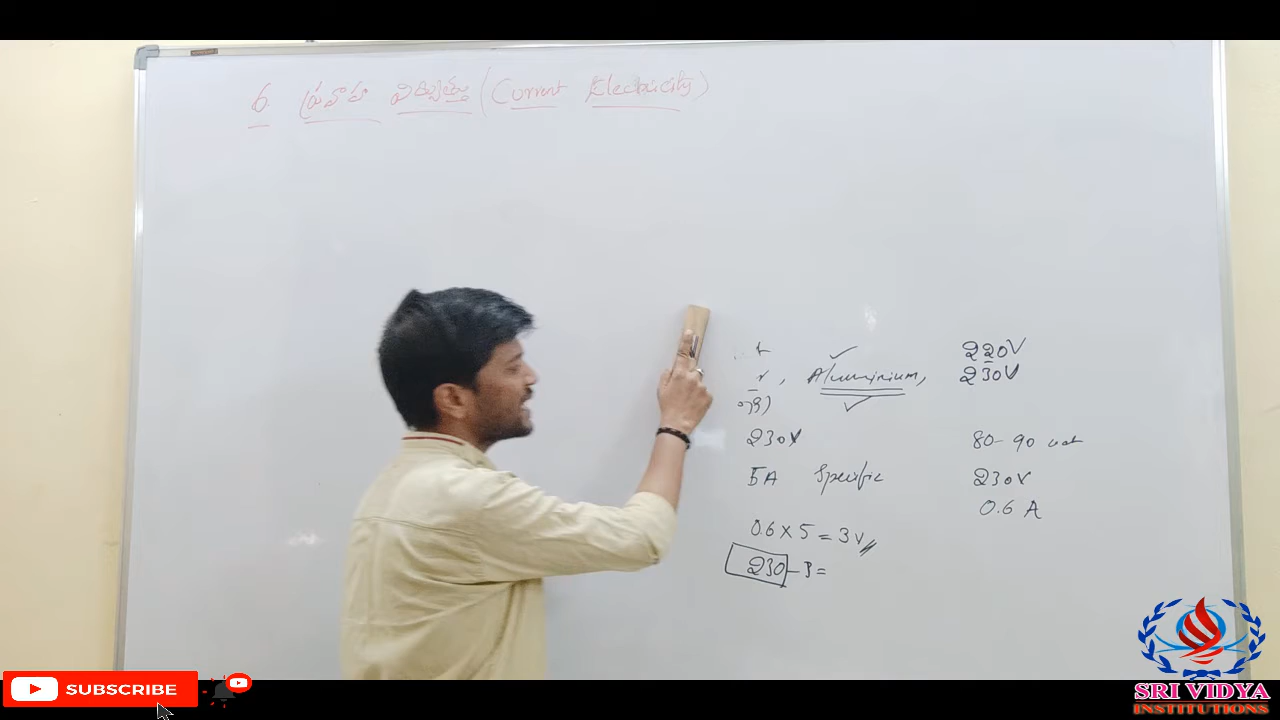 6 ప్రవాహ విద్యుత్తు (Current Electricity)
Aluminium,
220V
230V
230V
80-90 
5A Specific
230V
0.6 A
0.6 × 5 = 3V
230 - 3 =
SUBSCRIBE
SRI VIDYA
INSTITUTIONS